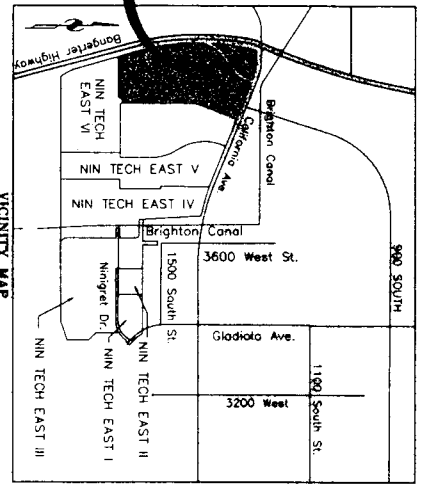 Bangerter Highway
NIN TECH
EAST VI
NIN TECH EAST V
NIN TECH EAST IV
California Ave
Brighton Canal
Brighton Canal
3600 West St.
1500 South St.
900 SOUTH
Gladiola Ave.
1100 South St.
3200 West
Ninigret Dr.
NIN TECH EAST II
NIN TECH EAST I
NIN TECH EAST III
VICINITY MAP